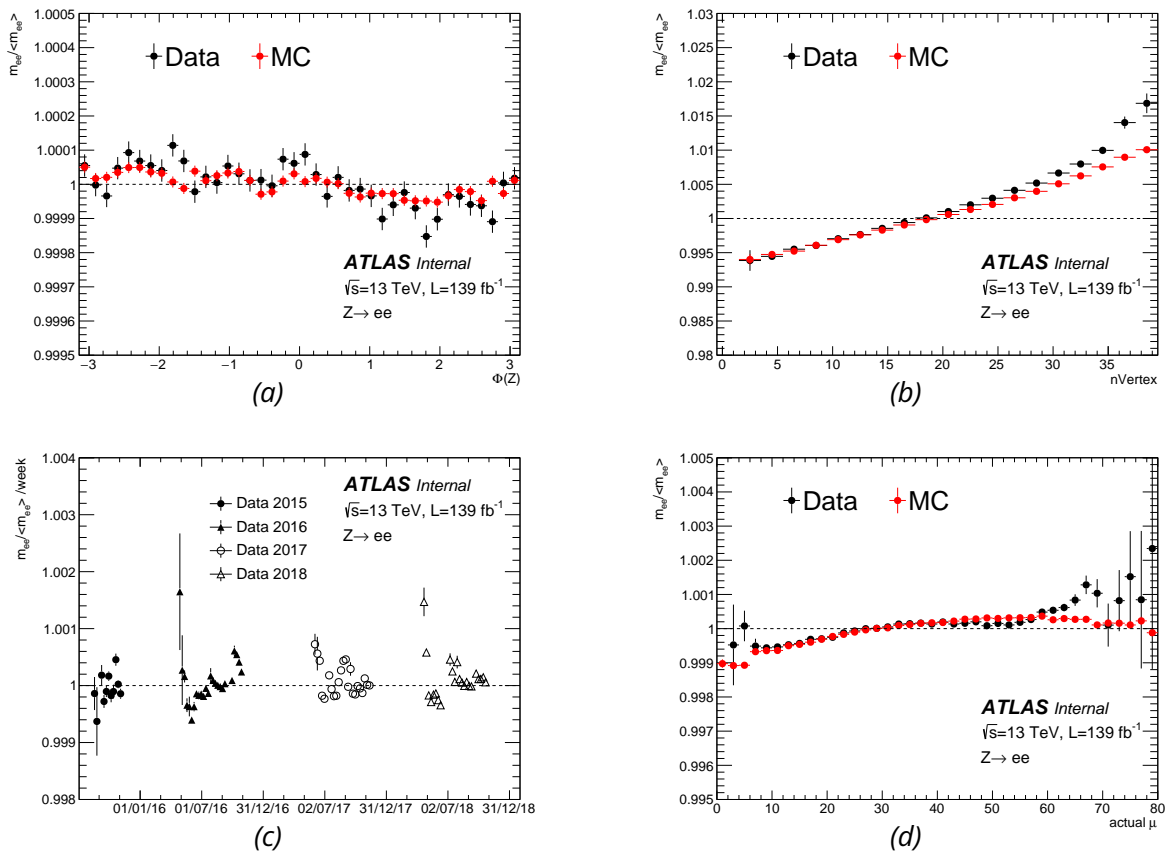 m_ee/<m_ee>
1.0005
1.0004
1.0003
1.0002
1.0001
1
0.9999
0.9998
0.9997
0.9996
0.9995
Data MC
ATLAS Internal
√s=13 TeV, L=139 fb⁻¹
Z→ ee
−3 −2 −1 0 1 2 3
Φ(Z)
(a)
m_ee/<m_ee>
1.03
1.025
1.02
1.015
1.01
1.005
1
0.995
0.99
0.985
0.98
Data MC
ATLAS Internal
√s=13 TeV, L=139 fb⁻¹
Z→ ee
0 5 10 15 20 25 30 35
nVertex
(b)
m_ee/<m_ee> /week
1.004
1.003
1.002
1.001
1
0.999
0.998
Data 2015
Data 2016
Data 2017
Data 2018
ATLAS Internal
√s=13 TeV, L=139 fb⁻¹
Z→ ee
01/01/16 01/07/16 31/12/16 02/07/17 31/12/17 02/07/18 31/12/18
(c)
m_ee/<m_ee>
1.005
1.004
1.003
1.002
1.001
1
0.999
0.998
0.997
0.996
0.995
Data MC
ATLAS Internal
√s=13 TeV, L=139 fb⁻¹
Z→ ee
0 10 20 30 40 50 60 70 80
actual μ
(d)